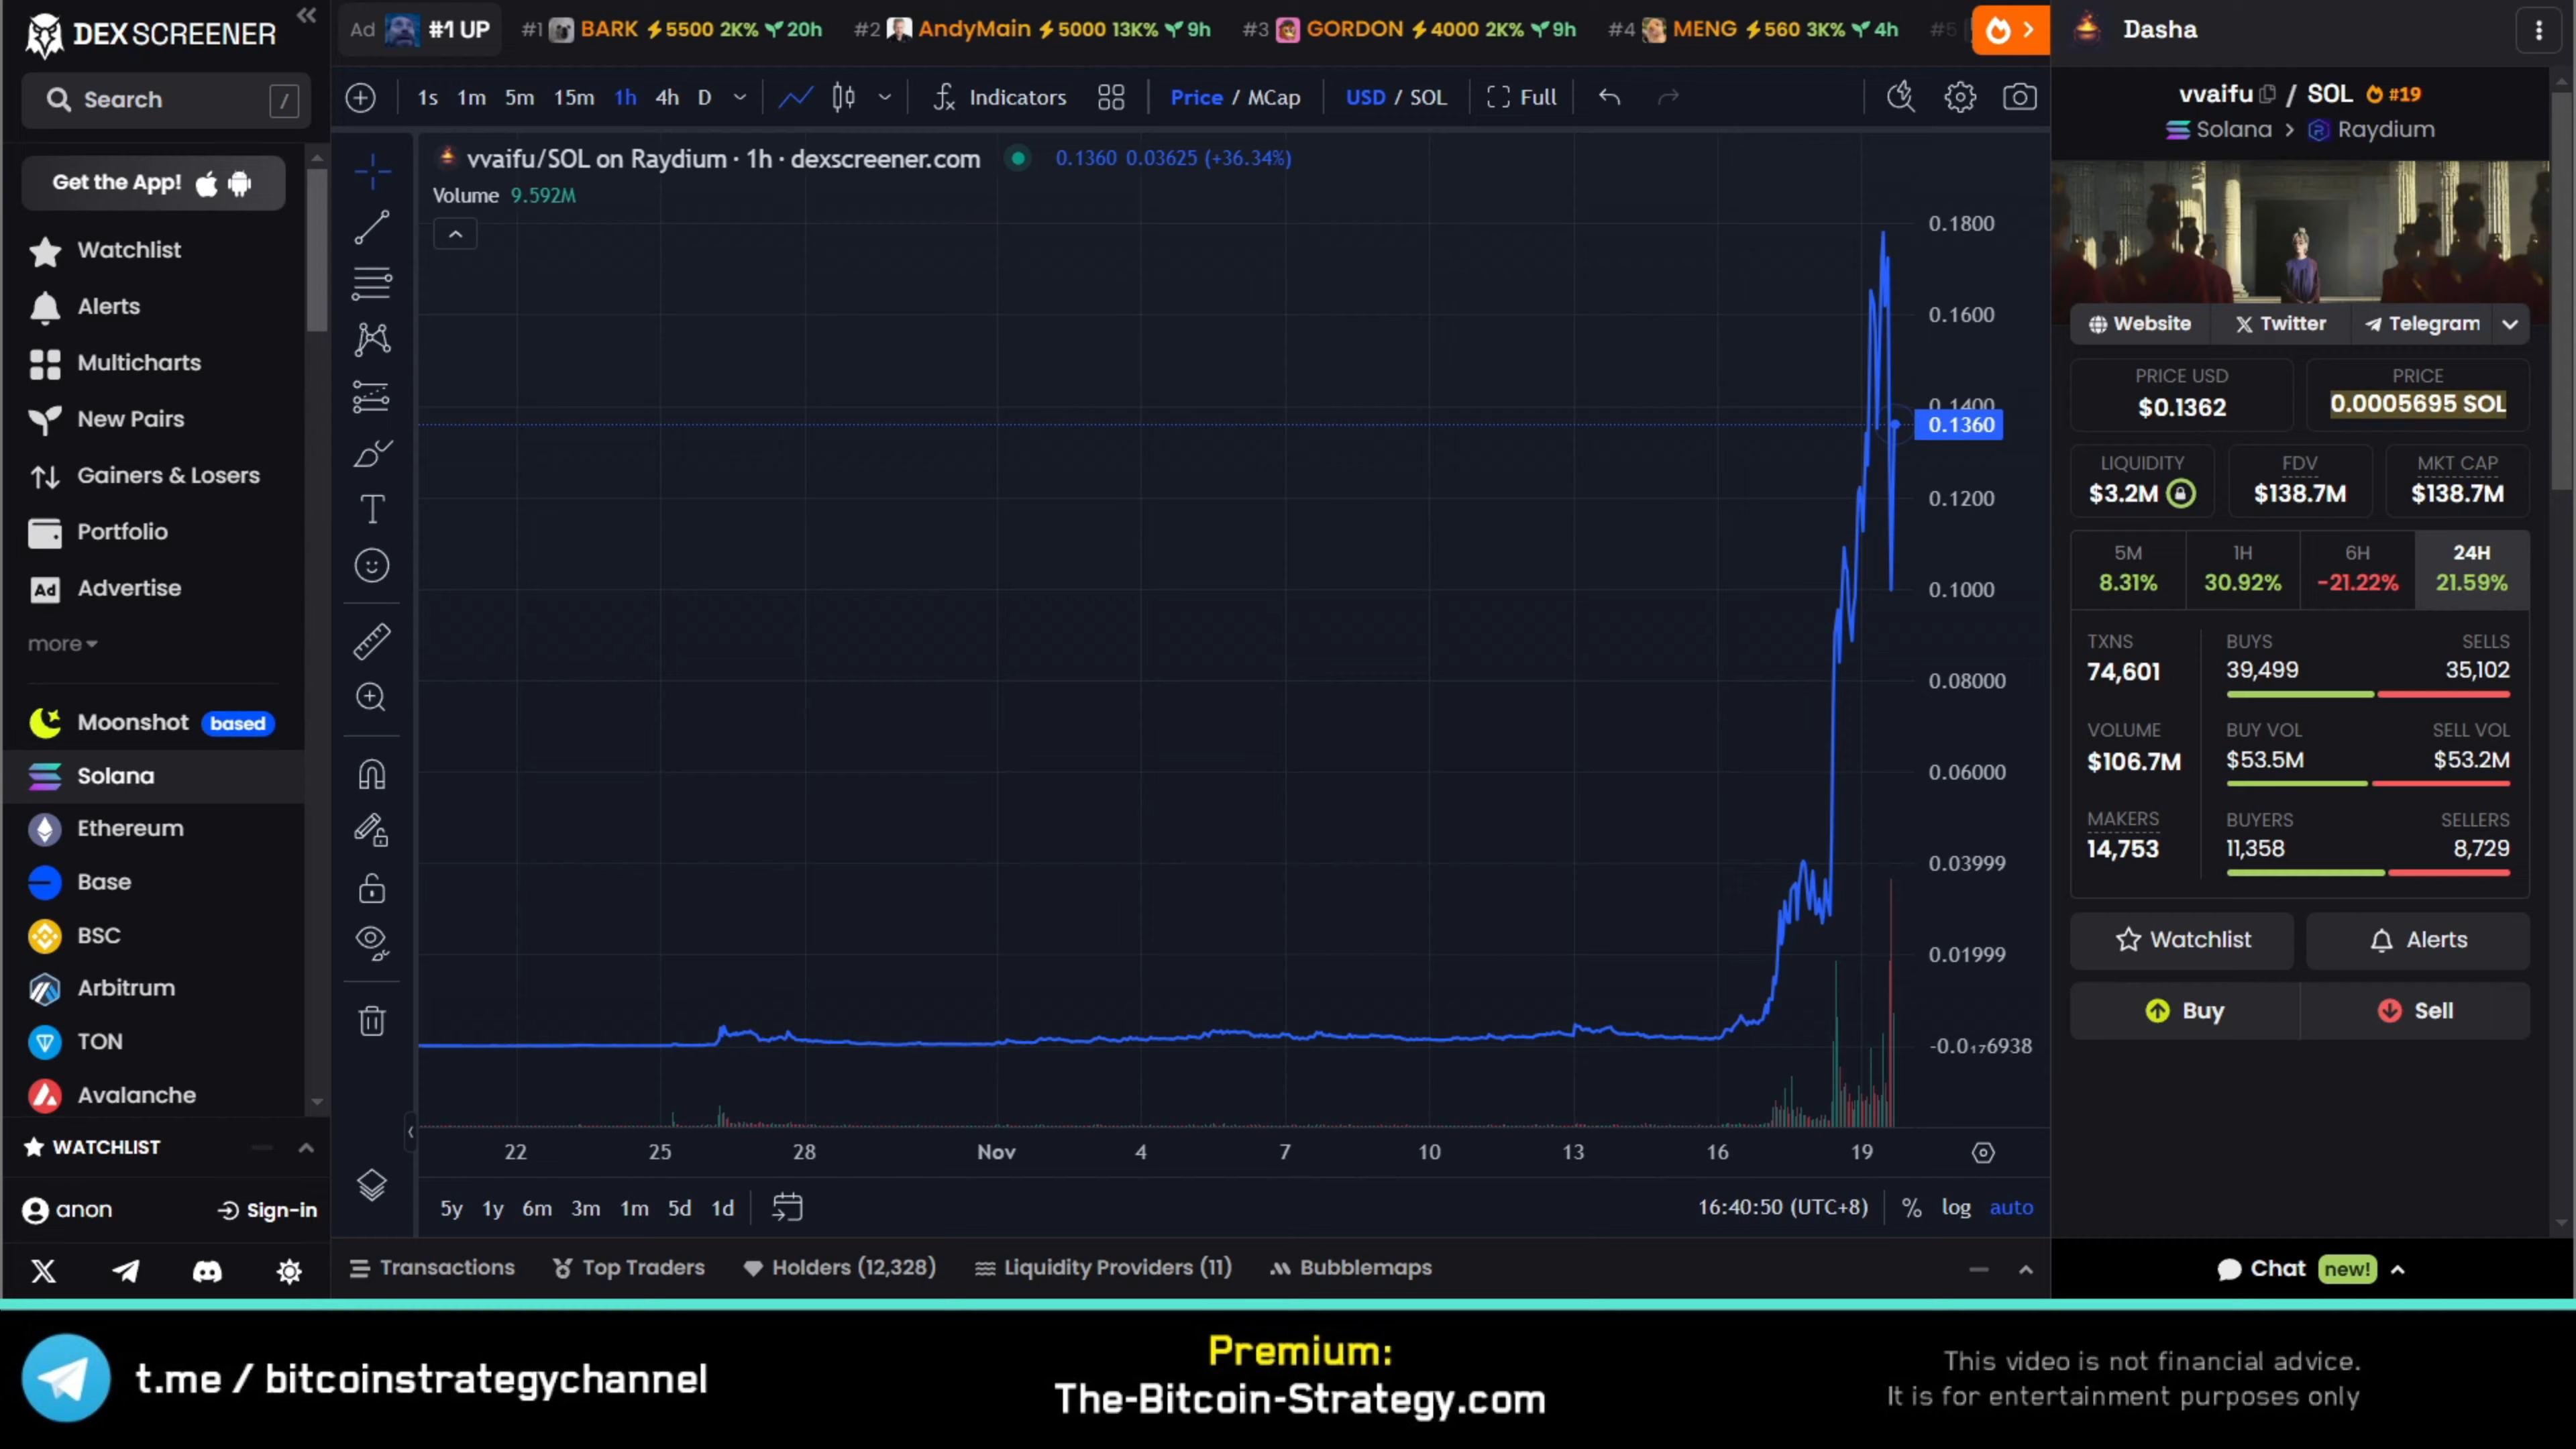 DEX SCREENER
Search /
Get the App!
Watchlist
Alerts
Multicharts
New Pairs
Gainers & Losers
Portfolio
Ad Advertise
more
Moonshot based
Solana
Ethereum
Base
BSC
Arbitrum
TON
Avalanche
WATCHLIST
anon Sign-in
Ad #1 UP #1 BARK 5500 2K% 20h #2 AndyMain 5000 13K% 9h #3 GORDON 4000 2K% 9h #4 MENG 560 3K% 4h #5
1s 1m 5m 15m 1h 4h D Indicators Price / MCap USD / SOL Full
vvaifu/SOL on Raydium · 1h · dexscreener.com 0.1360 0.03625 (+36.34%)
Volume 9.592M
0.1800
0.1600
0.1400
0.1360
0.1200
0.1000
0.08000
0.06000
0.03999
0.01999
-0.0₁₇6938
22 25 28 Nov 4 7 10 13 16 19
5y 1y 6m 3m 1m 5d 1d 16:40:50 (UTC+8) % log auto
Transactions Top Traders Holders (12,328) Liquidity Providers (11) Bubblemaps
Dasha
vvaifu / SOL #19
Solana > Raydium
Website Twitter Telegram
PRICE USD PRICE
$0.1362 0.0005695 SOL
LIQUIDITY FDV MKT CAP
$3.2M $138.7M $138.7M
5M 1H 6H 24H
8.31% 30.92% -21.22% 21.59%
TXNS BUYS SELLS
74,601 39,499 35,102
VOLUME BUY VOL SELL VOL
$106.7M $53.5M $53.2M
MAKERS BUYERS SELLERS
14,753 11,358 8,729
Watchlist Alerts
Buy Sell
Chat new!
t.me / bitcoinstrategychannel
Premium:
The-Bitcoin-Strategy.com
This video is not financial advice.
It is for entertainment purposes only